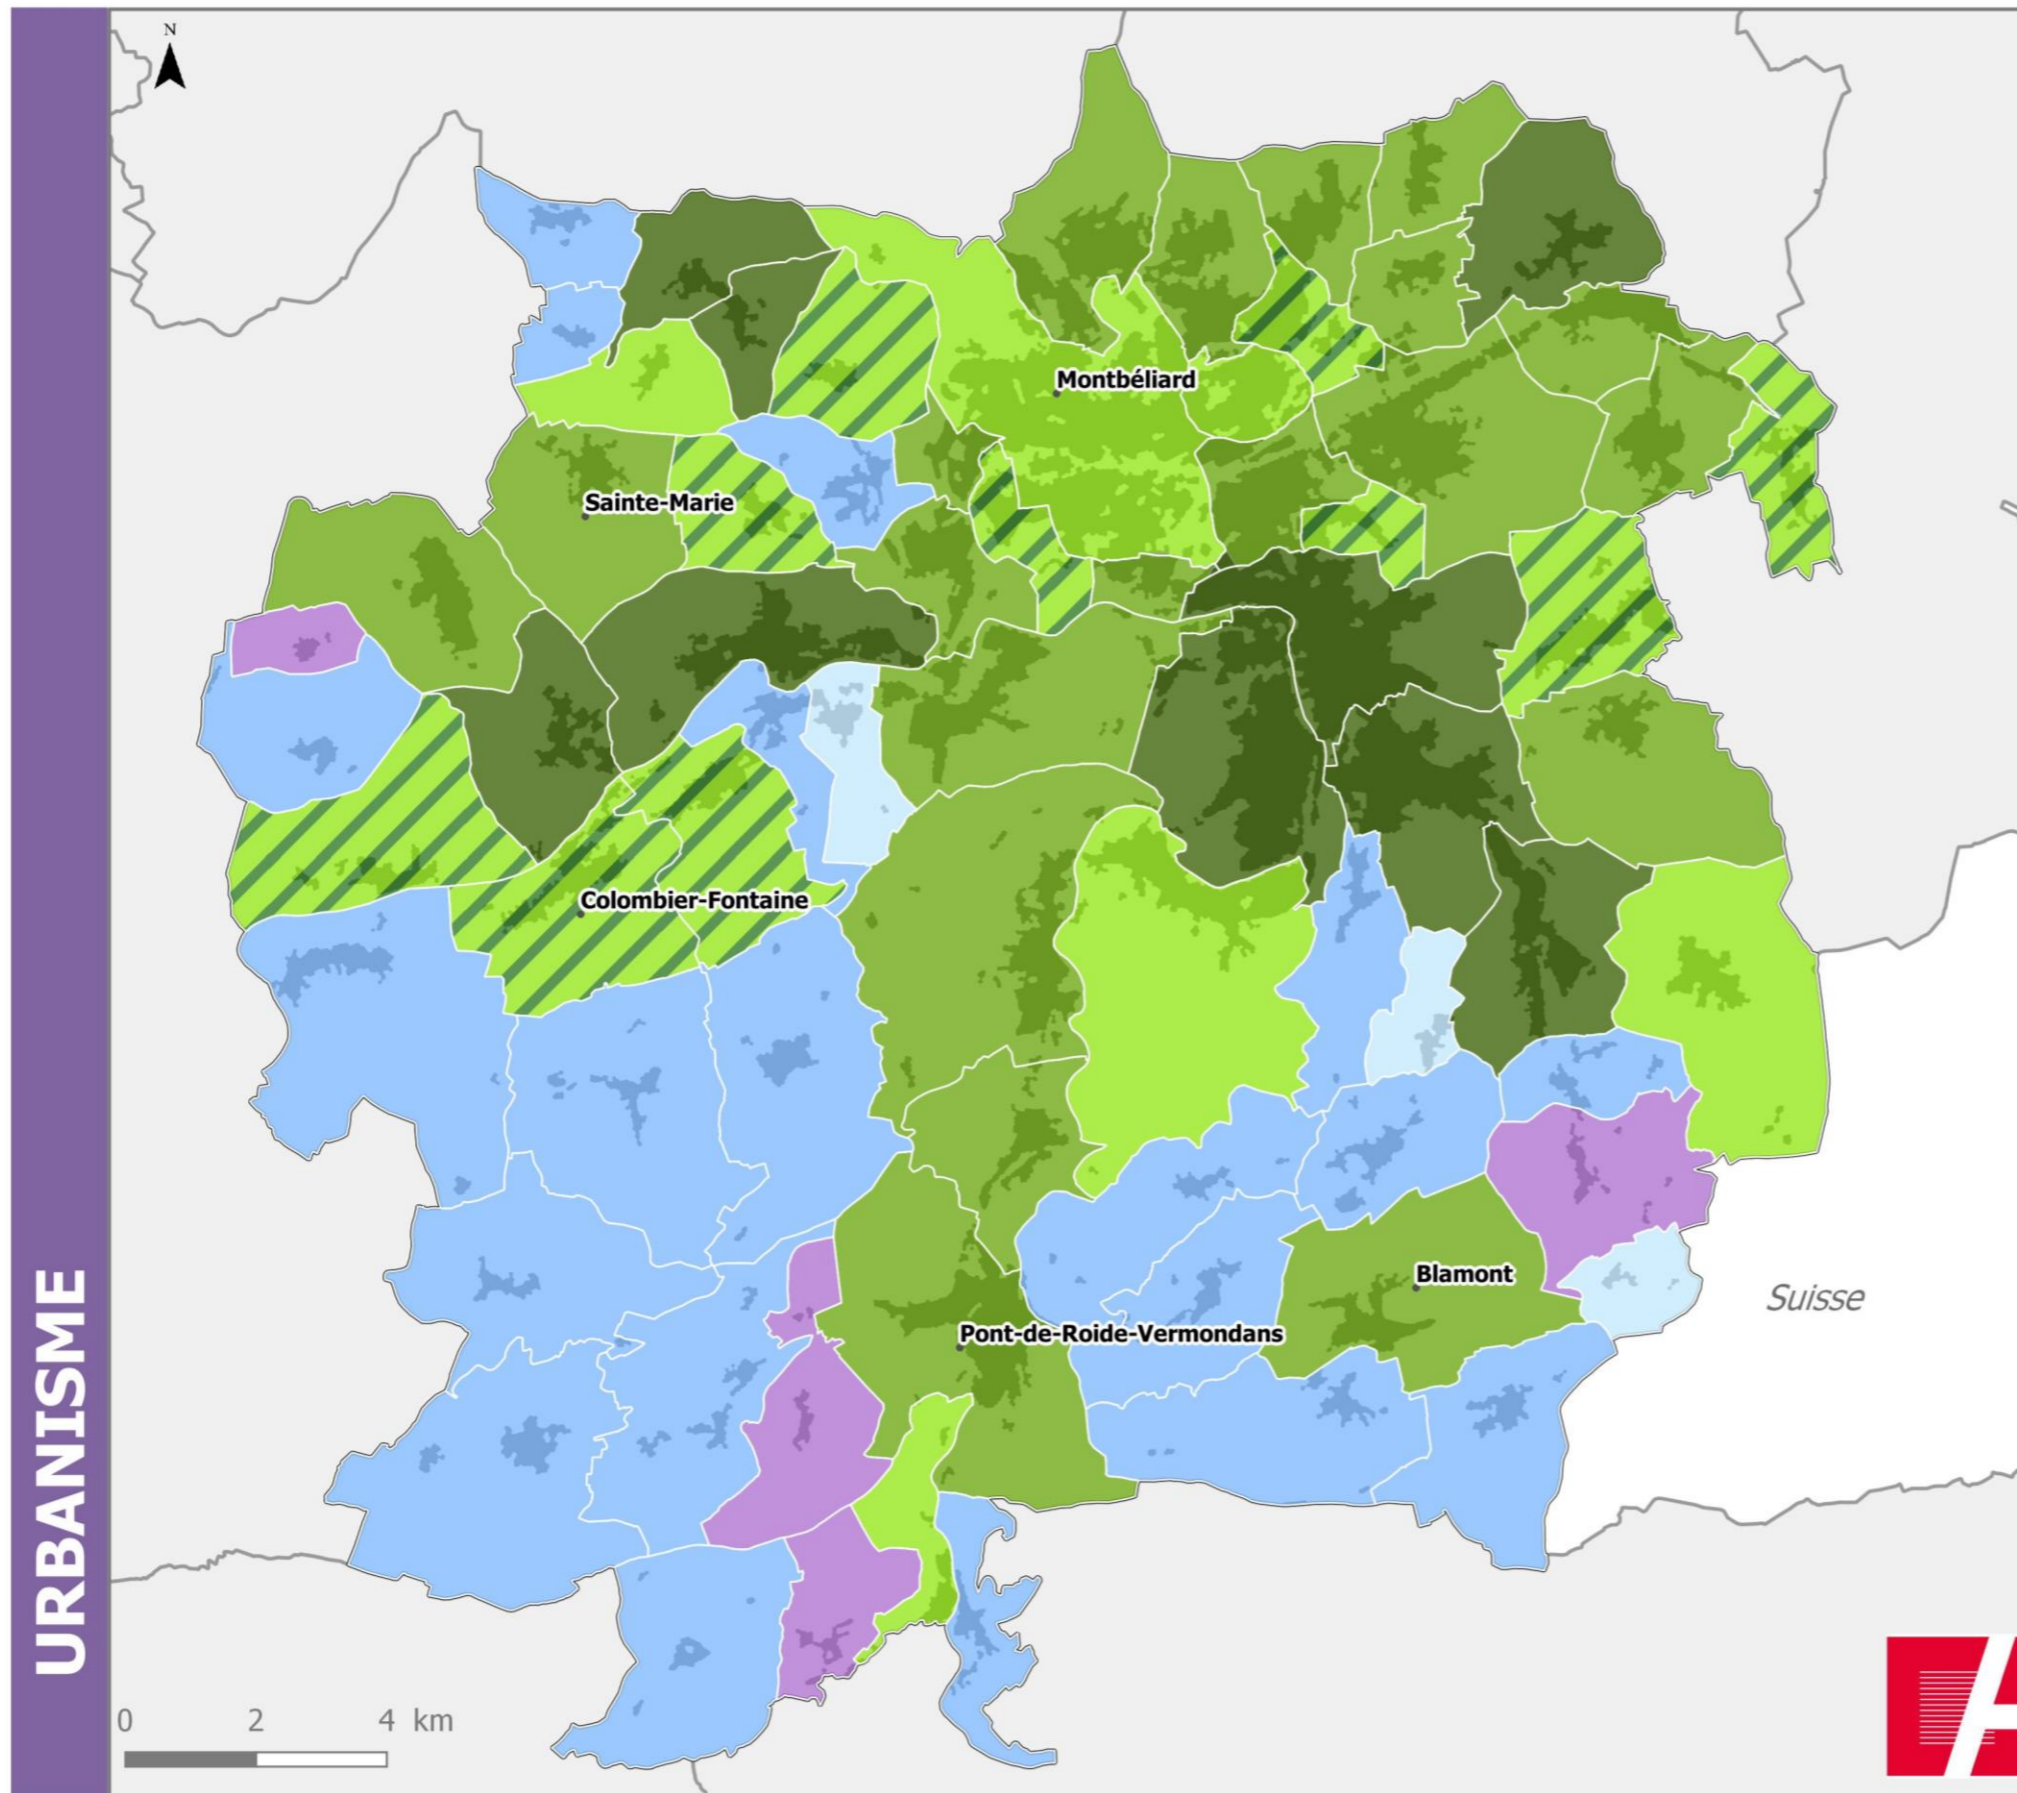 URBANISME
N
Montbéliard
Sainte-Marie
Colombier-Fontaine
Blamont
Suisse
Pont-de-Roide-Vermondans
0 2 4 km
A